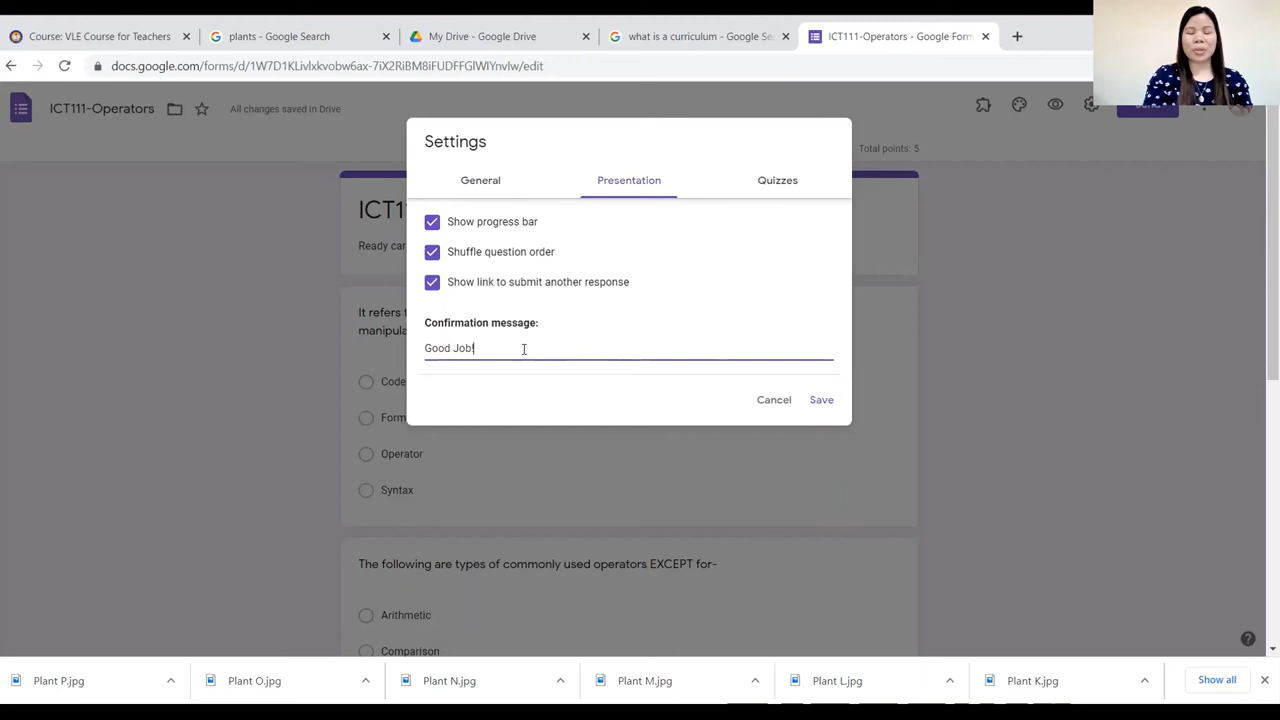 Course: VLE Course for Teachers
plants - Google Search
My Drive - Google Drive
what is a curriculum - Google Sea
ICT111-Operators - Google Form
docs.google.com/forms/d/1W7D1KLivlxkvobw6ax-7iX2RiBM8iFUDFFGlWIYnvIw/edit
ICT111-Operators
All changes saved in Drive
Total points: 5
Settings
General
Presentation
Quizzes
ICT11
Ready car
Show progress bar
Shuffle question order
Show link to submit another response
Confirmation message:
Good Job!
Cancel
Save
It refers t
manipula
Code
Form
Operator
Syntax
The following are types of commonly used operators EXCEPT for-
Arithmetic
Comparison
Plant P.jpg
Plant O.jpg
Plant N.jpg
Plant M.jpg
Plant L.jpg
Plant K.jpg
Show all